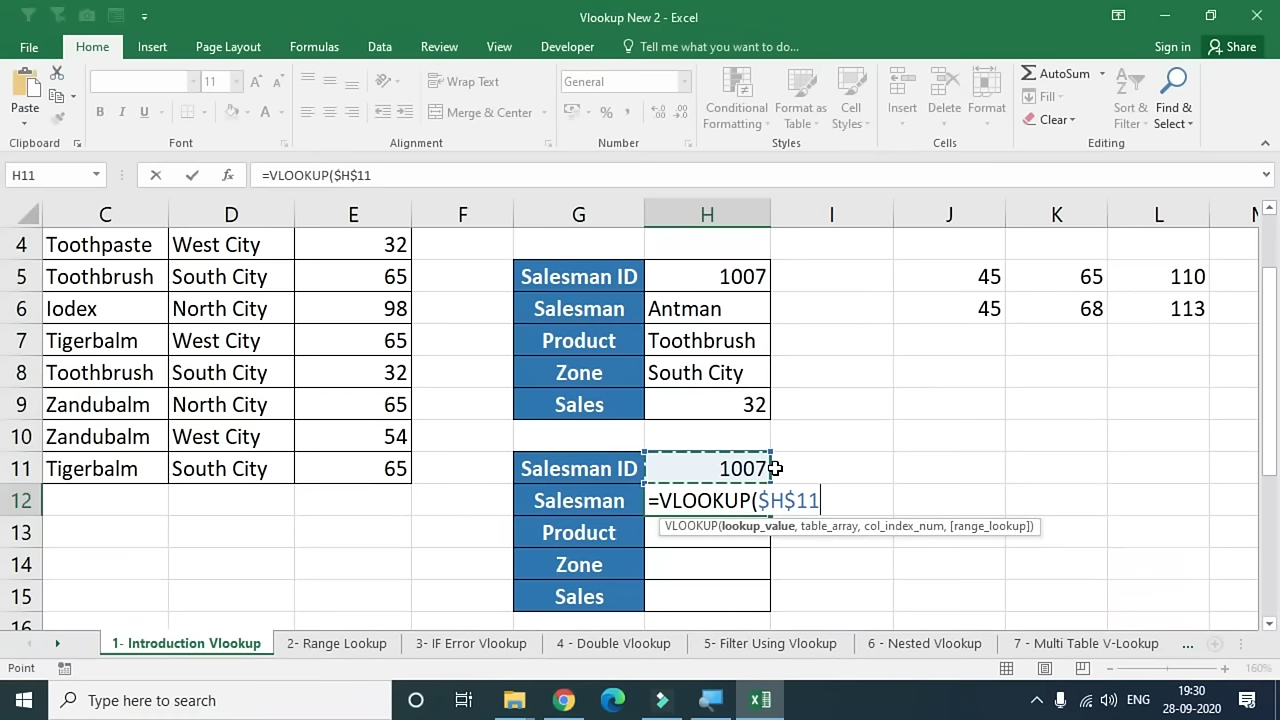 Vlookup New 2 - Excel
File Home Insert Page Layout Formulas Data Review View Developer Tell me what you want to do... Sign in Share
Paste
Clipboard
11
B I U
Font
Wrap Text
Merge & Center
Alignment
General
% ,
Number
Conditional Formatting
Format as Table
Cell Styles
Styles
Insert
Delete
Format
Cells
AutoSum
Fill
Clear
Sort & Filter
Find & Select
Editing
H11 fx =VLOOKUP($H$11
C D E F G H I J K L M
4 Toothpaste West City 32
5 Toothbrush South City 65 Salesman ID 1007 45 65 110
6 Iodex North City 98 Salesman Antman 45 68 113
7 Tigerbalm West City 65 Product Toothbrush
8 Toothbrush South City 32 Zone South City
9 Zandubalm North City 65 Sales 32
10 Zandubalm West City 54
11 Tigerbalm South City 65 Salesman ID 1007
12 Salesman =VLOOKUP($H$11
VLOOKUP(lookup_value, table_array, col_index_num, [range_lookup])
13 Product
14 Zone
15 Sales
16
1- Introduction Vlookup 2- Range Lookup 3- IF Error Vlookup 4 - Double Vlookup 5- Filter Using Vlookup 6 - Nested Vlookup 7 - Multi Table V-Lookup ...
Point 160%
Type here to search ENG 19:30
28-09-2020